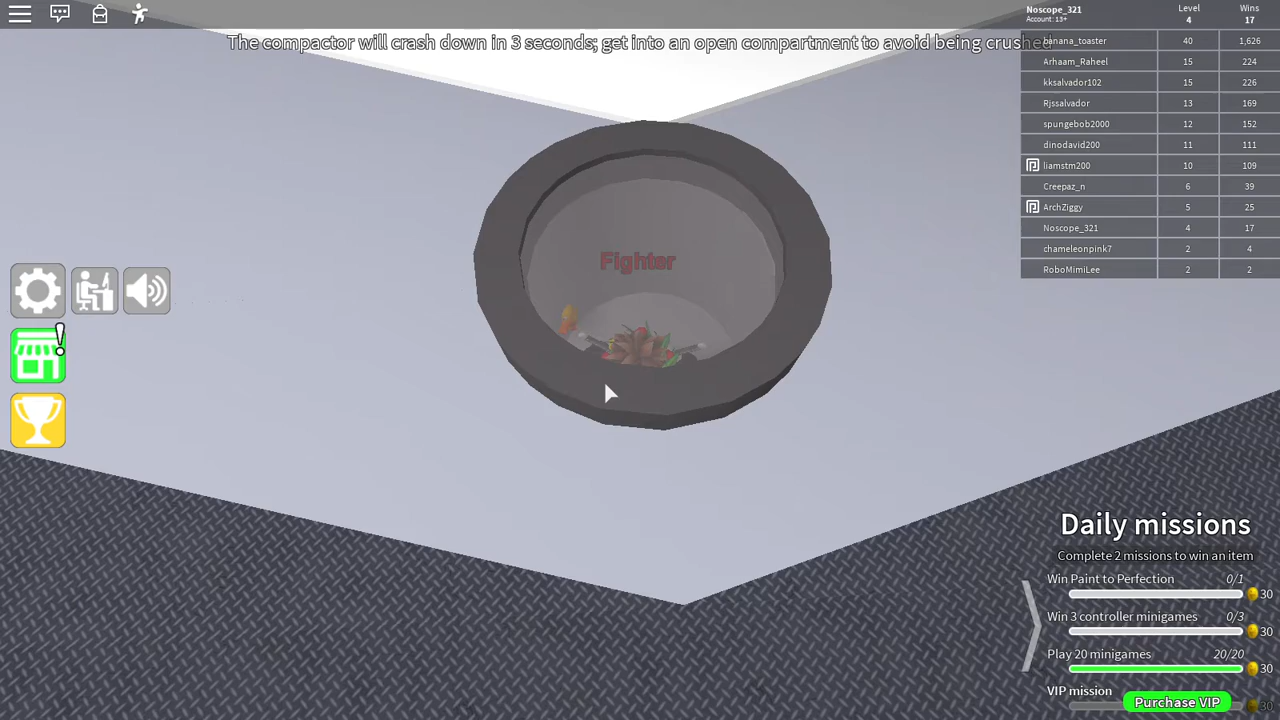 Noscope_321
Account: 13+
Level
4
Wins
17
The compactor will crash down in 3 seconds; get into an open compartment to avoid being crushed
banana_toaster 40 1,626
Arhaam_Raheel 15 224
kksalvador102 15 226
Rjssalvador 13 169
spungebob2000 12 152
dinodavid200 11 111
liamstm200 10 109
Creepaz_n 6 39
ArchZiggy 5 25
Noscope_321 4 17
chameleonpink7 2 4
RoboMimiLee 2 2
Fighter
!
Daily missions
Complete 2 missions to win an item
Win Paint to Perfection 0/1
30
Win 3 controller minigames 0/3
30
Play 20 minigames 20/20
30
VIP mission
Purchase VIP
30